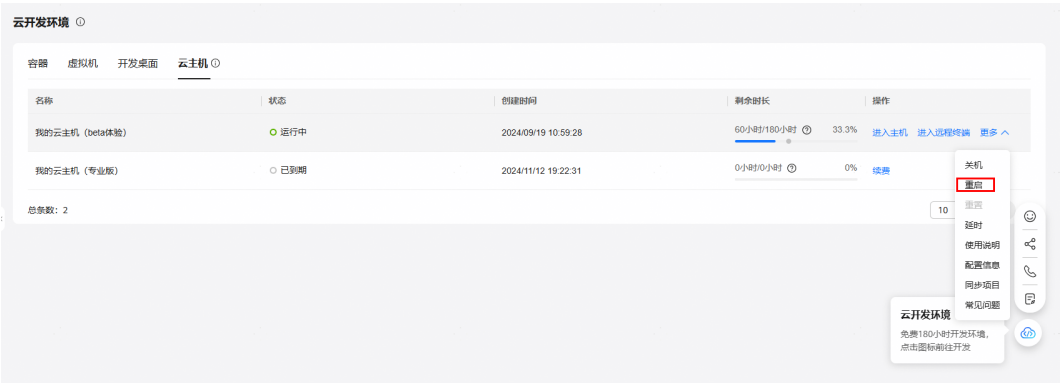 云开发环境
容器 虚拟机 开发桌面 云主机
名称 状态 创建时间 剩余时长 操作
我的云主机（beta体验） 运行中 2024/09/19 10:59:28 60小时/180小时 33.3% 进入主机 进入远程终端 更多
我的云主机（专业版） 已到期 2024/11/12 19:22:31 0小时/0小时 0% 续费
关机
重启
重置
延时
使用说明
配置信息
同步项目
常见问题
总条数：2 10
云开发环境
免费180小时开发环境，
点击图标前往开发